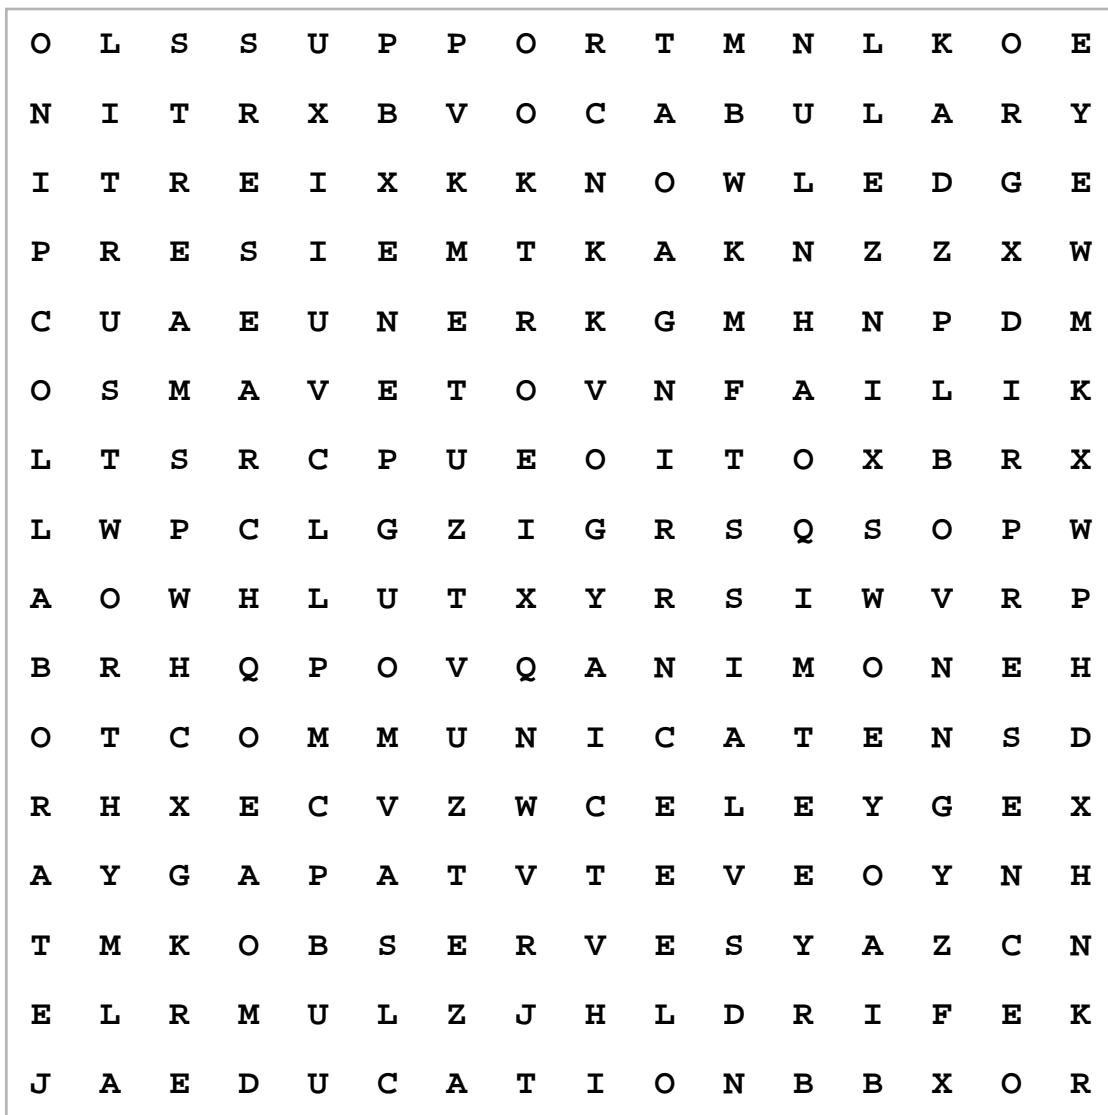 O L S S U P P O R T M N L K O E
N I T R X B V O C A B U L A R Y
I T R E I X K K N O W L E D G E
P R E S I E M T K A K N Z Z X W
C U A E U N E R K G M H N P D M
O S M A V E T O V N F A I L I K
L T S R C P U E O I T O X B R X
L W P C L G Z I G R S Q S O P W
A O W H L U T X Y R S I W V R P
B R H Q P O V Q A N I M O N E H
O T C O M M U N I C A T E N S D
R H X E C V Z W C E L E Y G E X
A Y G A P A T V T E V E O Y N H
T M K O B S E R V E S Y A Z C N
E L R M U L Z J H L D R I F E K
J A E D U C A T I O N B B X O R